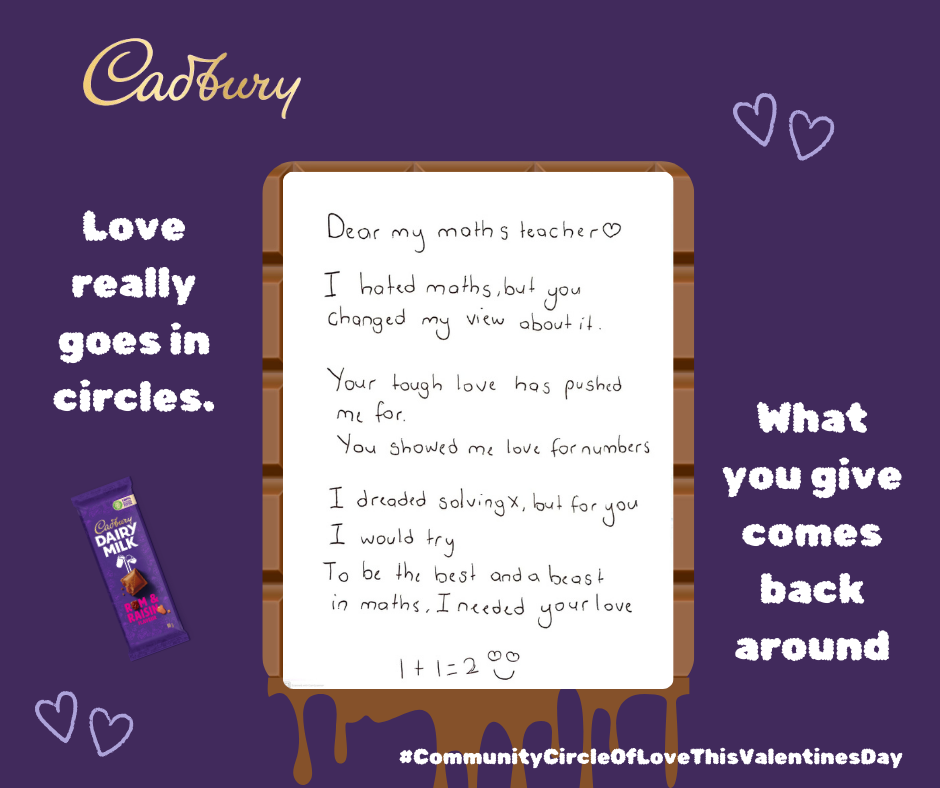 Cadbury
Love
really
goes in
circles.
Dear my maths teacher♡
I hated maths, but you
changed my view about it.
Your tough love has pushed
me for.
You showed me love for numbers
I dreaded solving x, but for you
I would try
To be the best and a beast
in maths, I needed your love
1+1=2
What
you give
comes
back
around
Cadbury
DAIRY
MILK
RUM &
RAISIN
#CommunityCircleOfLoveThisValentinesDay